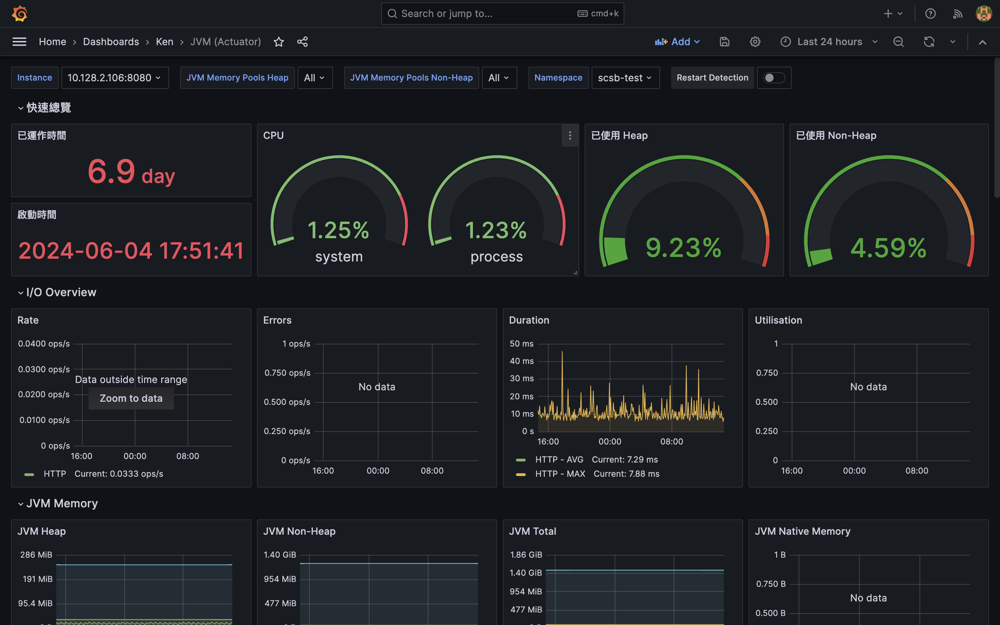 Search or jump to... cmd+k
Home › Dashboards › Ken › JVM (Actuator) Add Last 24 hours
Instance 10.128.2.106:8080 JVM Memory Pools Heap All JVM Memory Pools Non-Heap All Namespace scsb-test Restart Detection
快速總覽
已運作時間
6.9 day
啟動時間
2024-06-04 17:51:41
CPU
1.25%
system
1.23%
process
已使用 Heap
9.23%
已使用 Non-Heap
4.59%
I/O Overview
Rate
0.0400 ops/s
0.0300 ops/s
Data outside time range
0.0200 ops/s
Zoom to data
0.0100 ops/s
0 ops/s
16:00 00:00 08:00
HTTP Current: 0.0333 ops/s
Errors
1 ops/s
0.750 ops/s
No data
0.500 ops/s
0.250 ops/s
0 ops/s
16:00 00:00 08:00
Duration
50 ms
40 ms
30 ms
20 ms
10 ms
0 s
16:00 00:00 08:00
HTTP - AVG Current: 7.29 ms
HTTP - MAX Current: 7.88 ms
Utilisation
1
0.750
No data
0.500
0.250
0
16:00 00:00 08:00
JVM Memory
JVM Heap
286 MiB
191 MiB
95.4 MiB
JVM Non-Heap
1.40 GiB
954 MiB
477 MiB
JVM Total
1.86 GiB
1.40 GiB
954 MiB
477 MiB
JVM Native Memory
1 B
0.750 B
No data
0.500 B